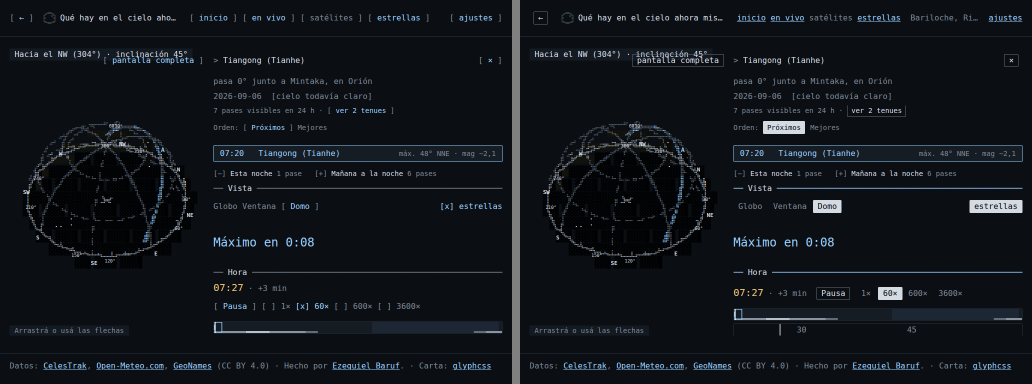 [ ← ] Qué hay en el cielo aho… [ inicio ] [ en vivo ] [ satélites ] [ estrellas ] [ ajustes ]
Hacia el NW (304°) · inclinación 45°
[ pantalla completa ]
> Tiangong (Tianhe) [ × ]
pasa 0° junto a Mintaka, en Orión
2026-09-06 [cielo todavía claro]
7 pases visibles en 24 h · [ ver 2 tenues ]
Orden: [ Próximos ] Mejores
07:20 Tiangong (Tianhe) máx. 48° NNE · mag −2,1
[−] Esta noche 1 pase [+] Mañana a la noche 6 pases
Vista
Globo Ventana [ Domo ] [x] estrellas
Máximo en 0:08
Hora
07:27 · +3 min
[ Pausa ] [ ] 1× [x] 60× [ ] 600× [ ] 3600×
NW
N
NE
E
SE
S
SW
W
120°
Arrastrá o usá las flechas
Datos: CelesTrak, Open-Meteo.com, GeoNames (CC BY 4.0) · Hecho por Ezequiel Baruf. · Carta: glyphcss
← Qué hay en el cielo ahora mis… inicio en vivo satélites estrellas Bariloche, Rí… ajustes
Hacia el NW (304°) · inclinación 45°
pantalla completa
> Tiangong (Tianhe) ×
pasa 0° junto a Mintaka, en Orión
2026-09-06 [cielo todavía claro]
7 pases visibles en 24 h · ver 2 tenues
Orden: Próximos Mejores
07:20 Tiangong (Tianhe) máx. 48° NNE · mag −2,1
[−] Esta noche 1 pase [+] Mañana a la noche 6 pases
Vista
Globo Ventana Domo estrellas
Máximo en 0:08
Hora
07:27 · +3 min Pausa 1× 60× 600× 3600×
30 45
NW
N
NE
E
SE
S
SW
W
120°
Arrastrá o usá las flechas
Datos: CelesTrak, Open-Meteo.com, GeoNames (CC BY 4.0) · Hecho por Ezequiel Baruf. · Carta: glyphcss